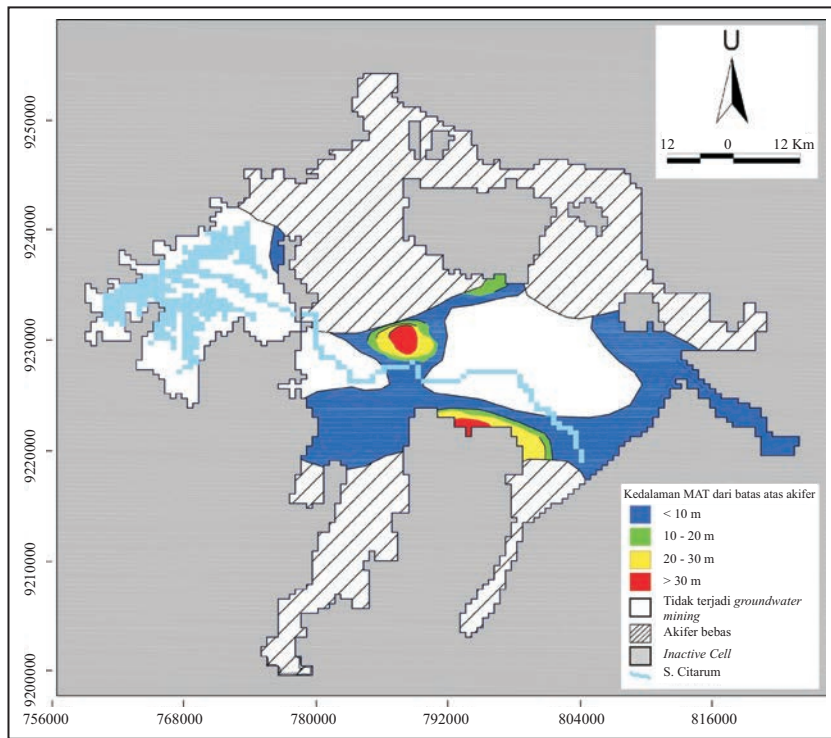 U
12 0 12 Km
9250000
9240000
9230000
9220000
9210000
9200000
Kedalaman MAT dari batas atas akifer
< 10 m
10 - 20 m
20 - 30 m
> 30 m
Tidak terjadi groundwater
mining
Akifer bebas
Inactive Cell
S. Citarum
756000 768000 780000 792000 804000 816000